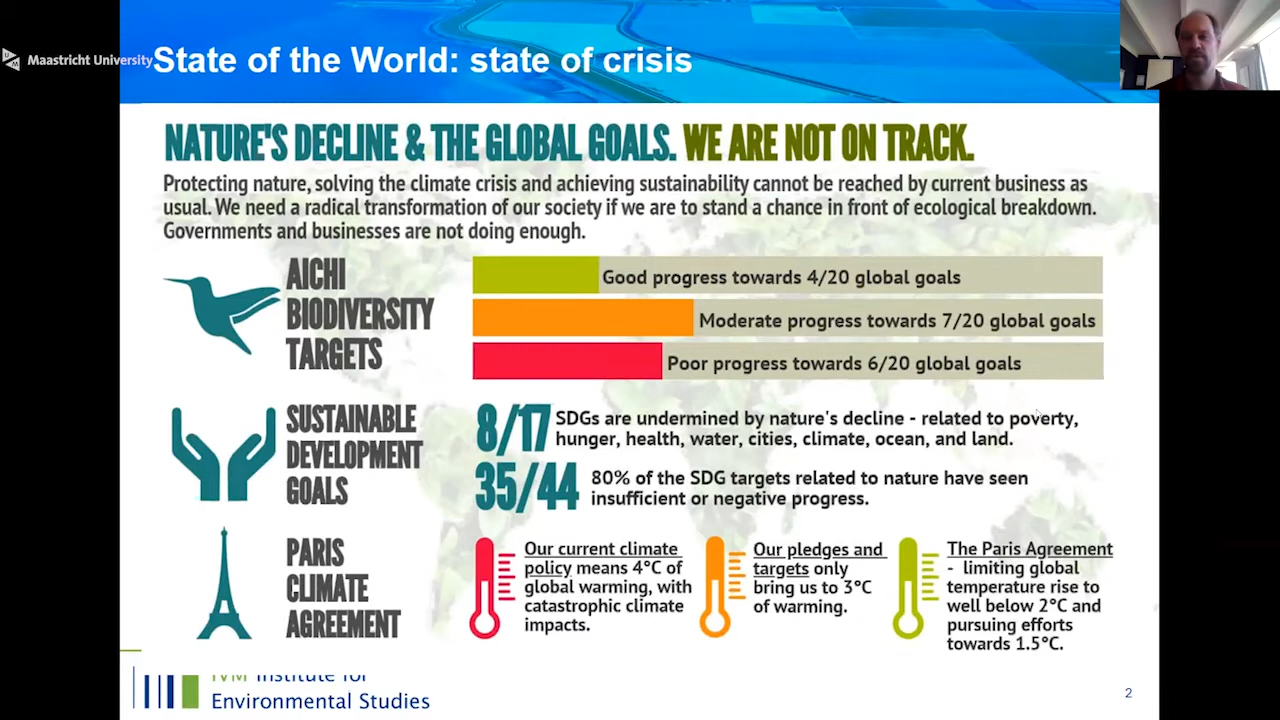 Maastricht University
State of the World: state of crisis
NATURE'S DECLINE & THE GLOBAL GOALS. WE ARE NOT ON TRACK.
Protecting nature, solving the climate crisis and achieving sustainability cannot be reached by current business as
usual. We need a radical transformation of our society if we are to stand a chance in front of ecological breakdown.
Governments and businesses are not doing enough.
AICHI
BIODIVERSITY
TARGETS
Good progress towards 4/20 global goals
Moderate progress towards 7/20 global goals
Poor progress towards 6/20 global goals
SUSTAINABLE
DEVELOPMENT
GOALS
8/17
SDGs are undermined by nature's decline - related to poverty,
hunger, health, water, cities, climate, ocean, and land.
35/44
80% of the SDG targets related to nature have seen
insufficient or negative progress.
PARIS
CLIMATE
AGREEMENT
Our current climate
policy means 4°C of
global warming, with
catastrophic climate
impacts.
Our pledges and
targets only
bring us to 3°C
of warming.
The Paris Agreement
- limiting global
temperature rise to
well below 2°C and
pursuing efforts
towards 1.5°C.
IVM Institute for
Environmental Studies
2